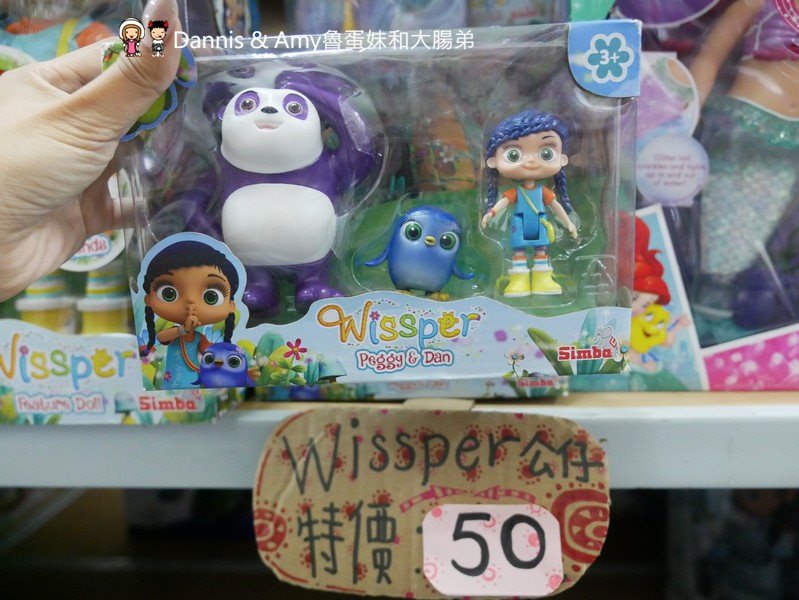 Dannis & Amy魯蛋妹和大腸弟
3+
Wissper
Peggy & Dan
Simba
Wissper
Feature Doll
Simba
Wissper公仔
特價
50